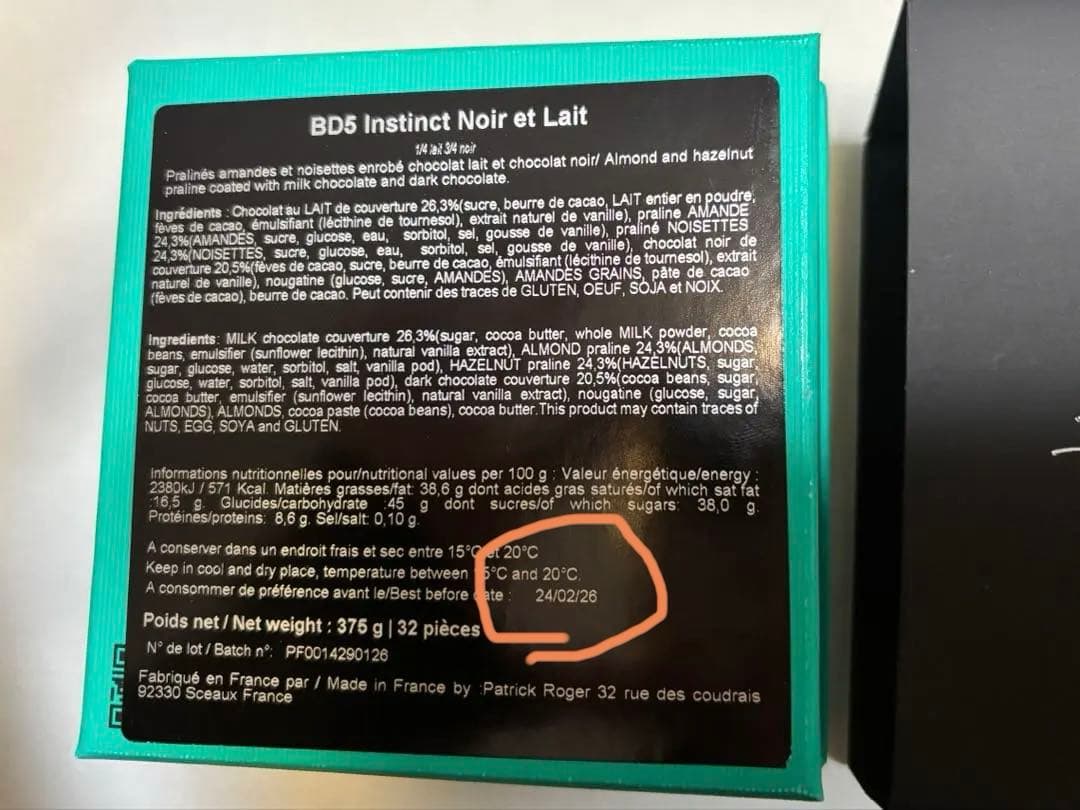 BD5 Instinct Noir et Lait
1/4 lait 3/4 noir
Pralinés amandes et noisettes enrobé chocolat lait et chocolat noir/ Almond and hazelnut
praline coated with milk chocolate and dark chocolate.
Ingrédients : Chocolat au LAIT de couverture 26,3%(sucre, beurre de cacao, LAIT entier en poudre,
fèves de cacao, émulsifiant (lécithine de tournesol), extrait naturel de vanille), praline AMANDE
24,3%(AMANDES, sucre, glucose, eau, sorbitol, sel, gousse de vanille), praliné NOISETTES
24,3%(NOISETTES, sucre, glucose, eau, sorbitol, sel, gousse de vanille), chocolat noir de
couverture 20,5%(fèves de cacao, sucre, beurre de cacao, émulsifiant (lécithine de tournesol), extrait
naturel de vanille), nougatine (glucose, sucre, AMANDES), AMANDES GRAINS, pâte de cacao
(fèves de cacao), beurre de cacao. Peut contenir des traces de GLUTEN, OEUF, SOJA et NOIX.
Ingredients: MILK chocolate couverture 26,3%(sugar, cocoa butter, whole MILK powder, cocoa
beans, emulsifier (sunflower lecithin), natural vanilla extract), ALMOND praline 24,3%(ALMONDS,
sugar, glucose, water, sorbitol, salt, vanilla pod), HAZELNUT praline 24,3%(HAZELNUTS, sugar,
glucose, water, sorbitol, salt, vanilla pod), dark chocolate couverture 20,5%(cocoa beans, sugar,
cocoa butter, emulsifier (sunflower lecithin), natural vanilla extract), nougatine (glucose, sugar,
ALMONDS), ALMONDS, cocoa paste (cocoa beans), cocoa butter.This product may contain traces of
NUTS, EGG, SOYA and GLUTEN.
Informations nutritionnelles pour/nutritional values per 100 g : Valeur énergétique/energy :
2380kJ / 571 Kcal. Matières grasses/fat: 38,6 g dont acides gras saturés/of which sat fat
:16,5 g. Glucides/carbohydrate :45 g dont sucres/of which sugars: 38,0 g.
Protéines/proteins: 8,6 g. Sel/salt: 0,10 g.
A conserver dans un endroit frais et sec entre 15°C et 20°C
Keep in cool and dry place, temperature between 15°C and 20°C.
A consommer de préférence avant le/Best before date : 24/02/26
Poids net / Net weight : 375 g | 32 pièces
N° de lot / Batch n°: PF0014290126
Fabriqué en France par / Made in France by :Patrick Roger 32 rue des coudrais
92330 Sceaux France